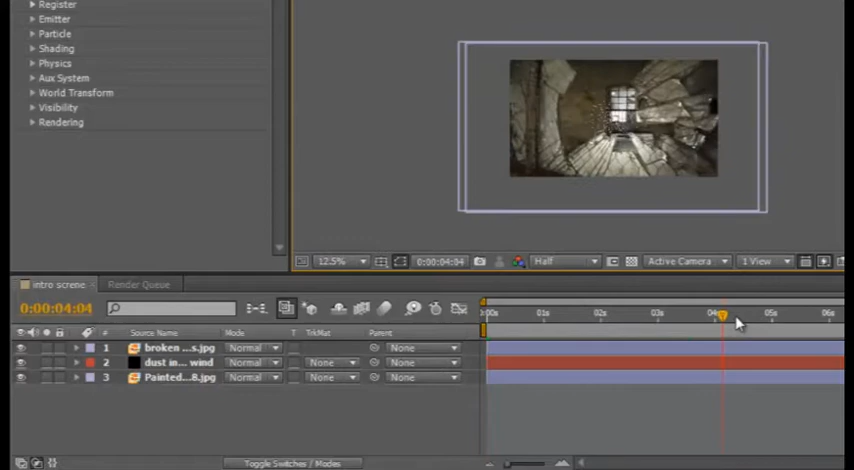 Register
Emitter
Particle
Shading
Physics
Aux System
World Transform
Visibility
Rendering
12.5%
0:00:04:04
Half
Active Camera
1 View
intro screne
Render Queue
0:00:04:04
0:00s 01s 02s 03s 04s 05s 06s
# Source Name Mode T TrkMat Parent
1 broken ...s.jpg Normal None
2 dust in... wind Normal None None
3 Painted...8.jpg Normal None None
Toggle Switches / Modes